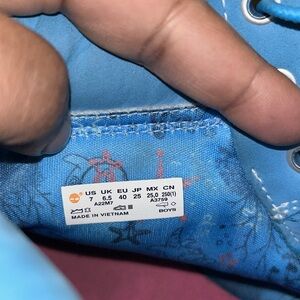 US UK EU JP MX CN
7 6.5 40 25 25,0 250(1)
A22M7 A3759
MADE IN VIETNAM BOYS